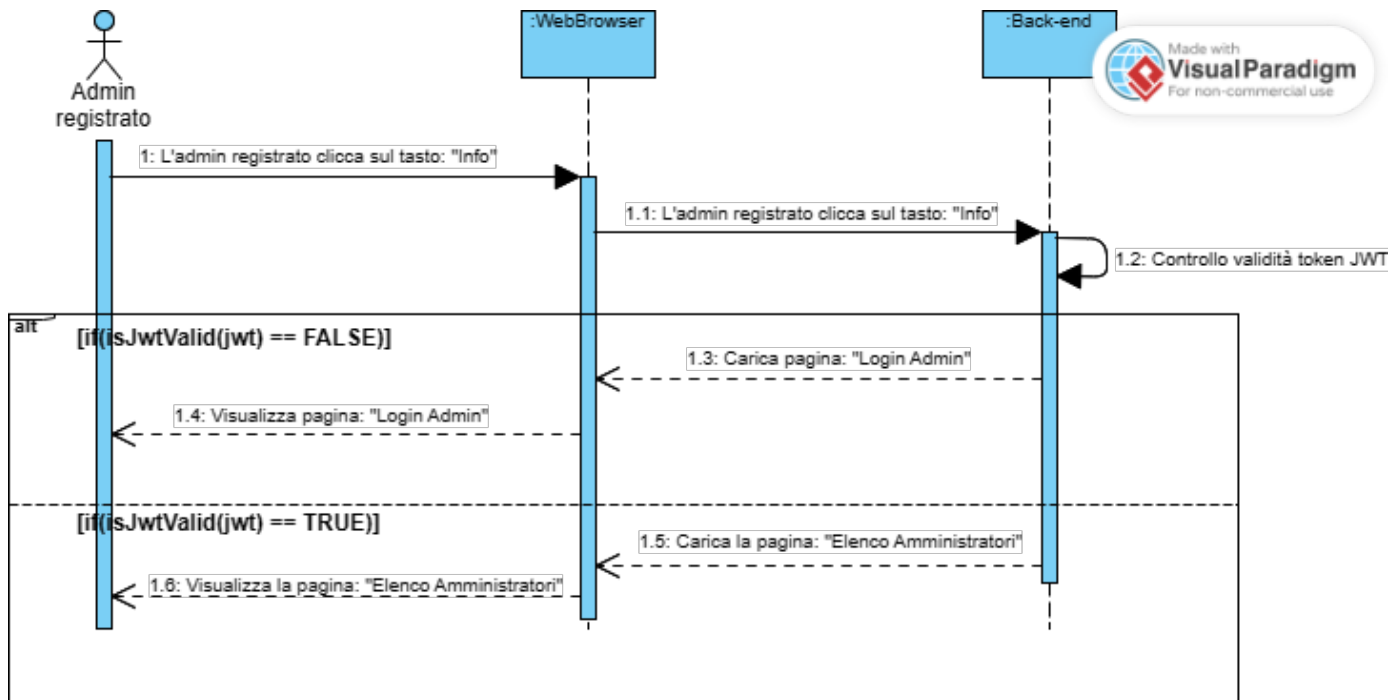 :WebBrowser
:Back-end
Made with
VisualParadigm
For non-commercial use
Admin
registrato
1: L'admin registrato clicca sul tasto: "Info"
1.1: L'admin registrato clicca sul tasto: "Info"
1.2: Controllo validità token JWT
alt
[if(isJwtValid(jwt) == FALSE)]
1.3: Carica pagina: "Login Admin"
1.4: Visualizza pagina: "Login Admin"
[if(isJwtValid(jwt) == TRUE)]
1.5: Carica la pagina: "Elenco Amministratori"
1.6: Visualizza la pagina: "Elenco Amministratori"